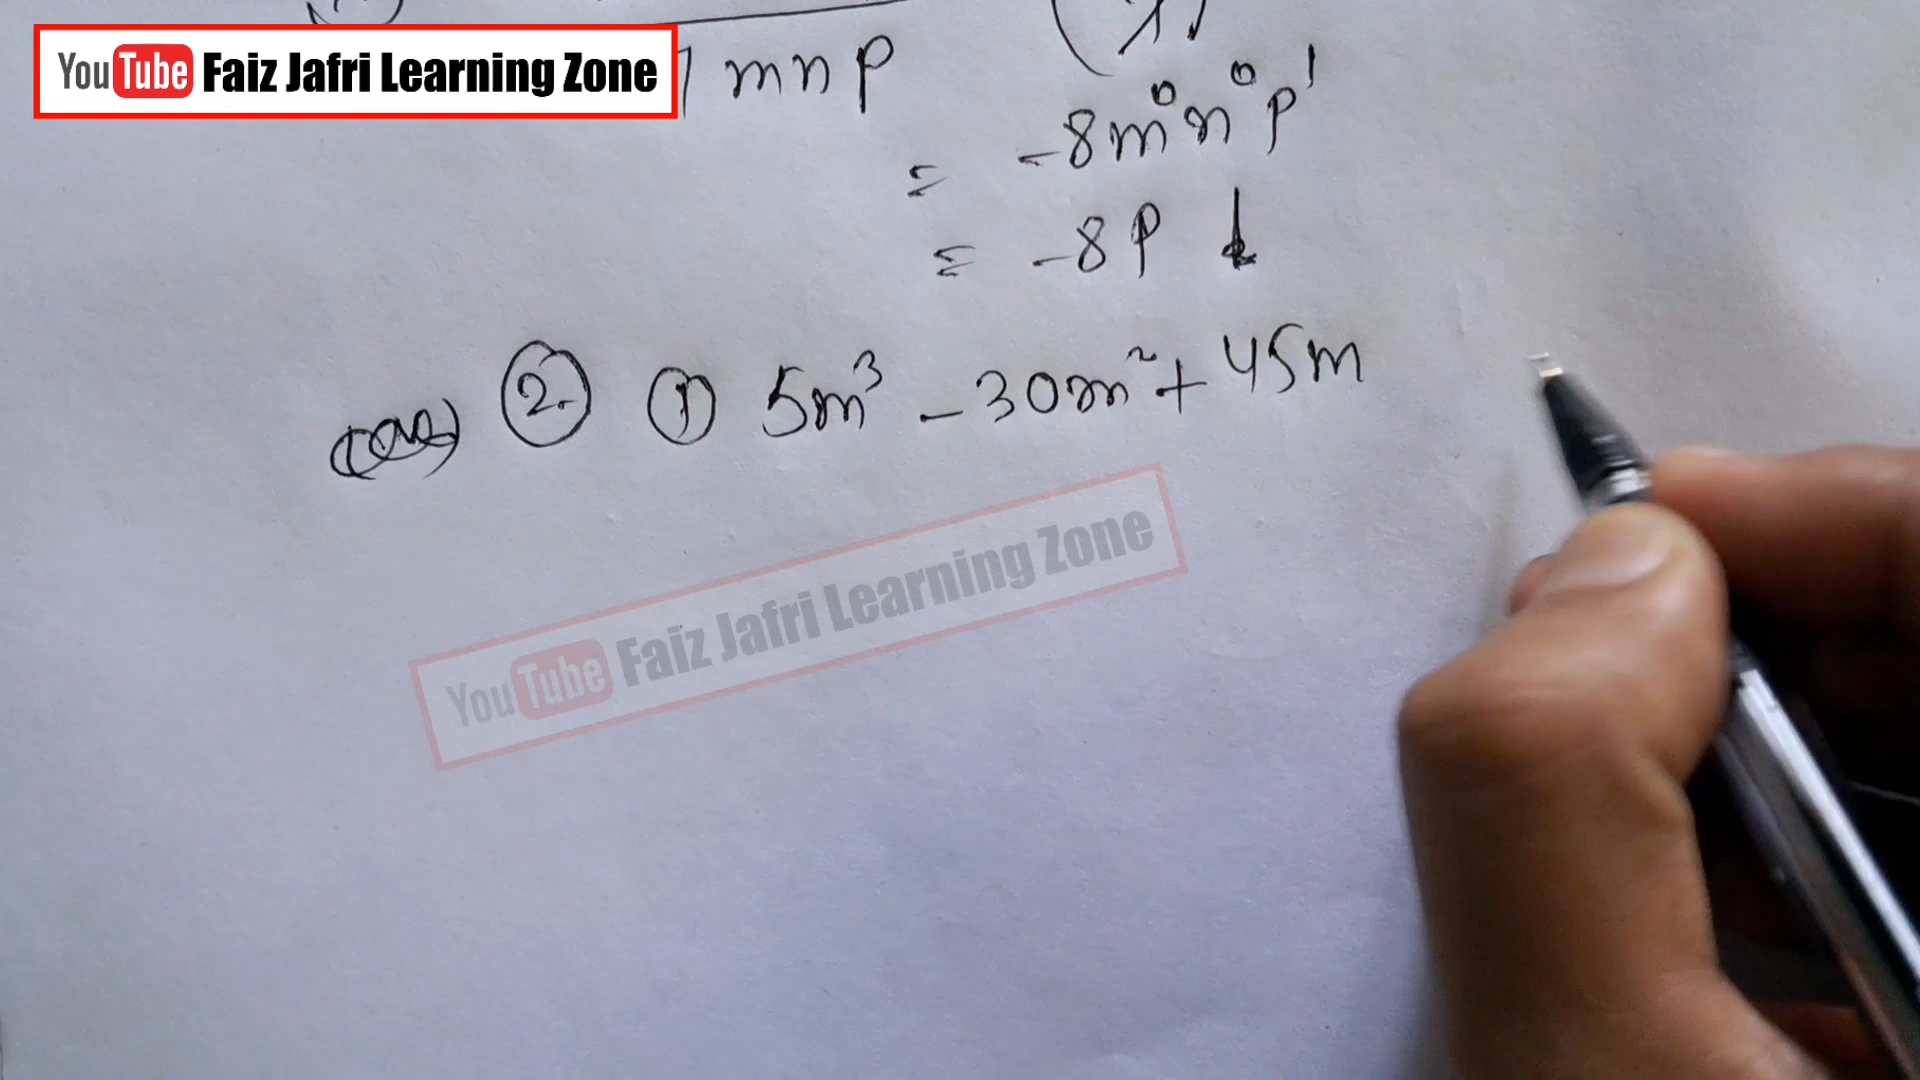 YouTube Faiz Jafri Learning Zone
mnp
= -8m⁰n⁰p¹
= -8p
2. 1 5m³ - 30m² + 45m
YouTube Faiz Jafri Learning Zone